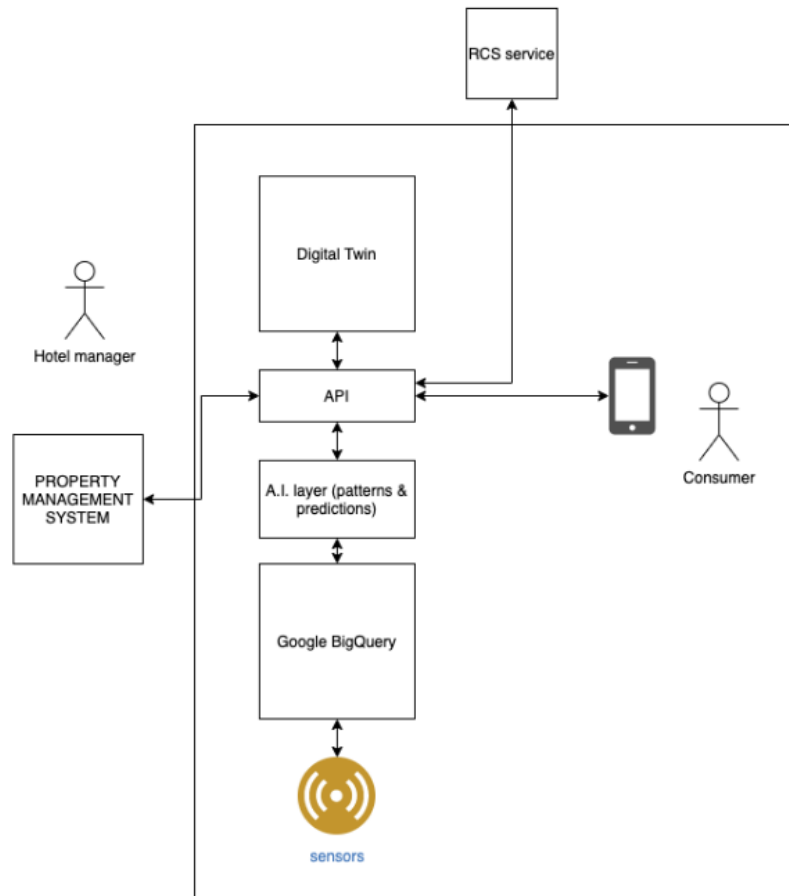 RCS service
Digital Twin
Hotel manager
API
PROPERTY
MANAGEMENT
SYSTEM
Consumer
A.I. layer (patterns &
predictions)
Google BigQuery
sensors